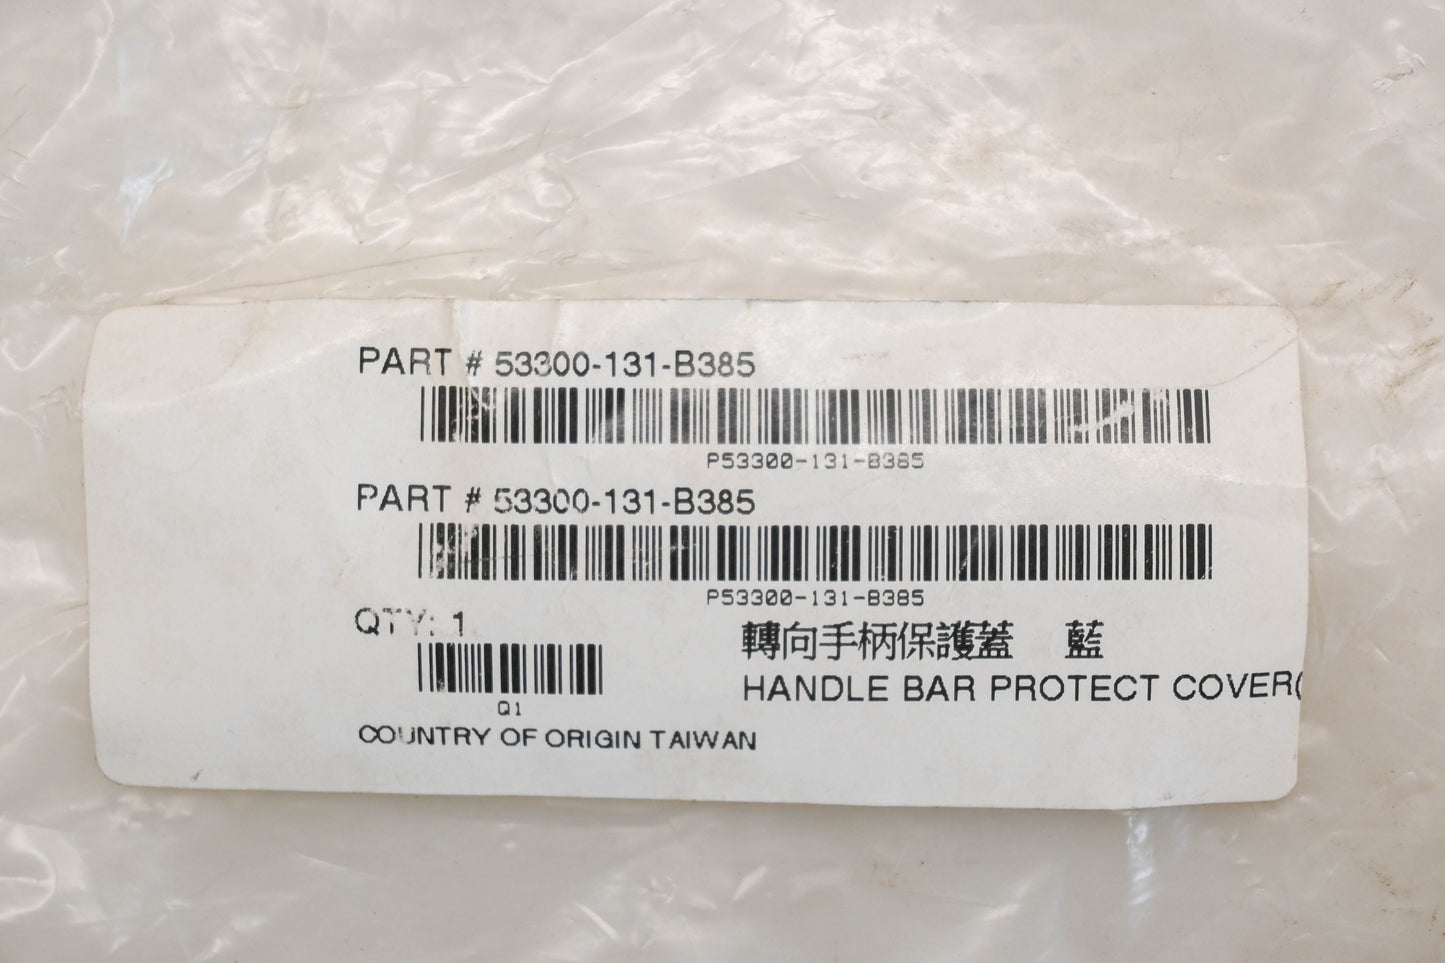 PART # 53300-131-B385
P53300-131-B385
PART # 53300-131-B385
P53300-131-B385
QTY: 1
Q1
轉向手柄保護蓋 藍
HANDLE BAR PROTECT COVER(
COUNTRY OF ORIGIN TAIWAN